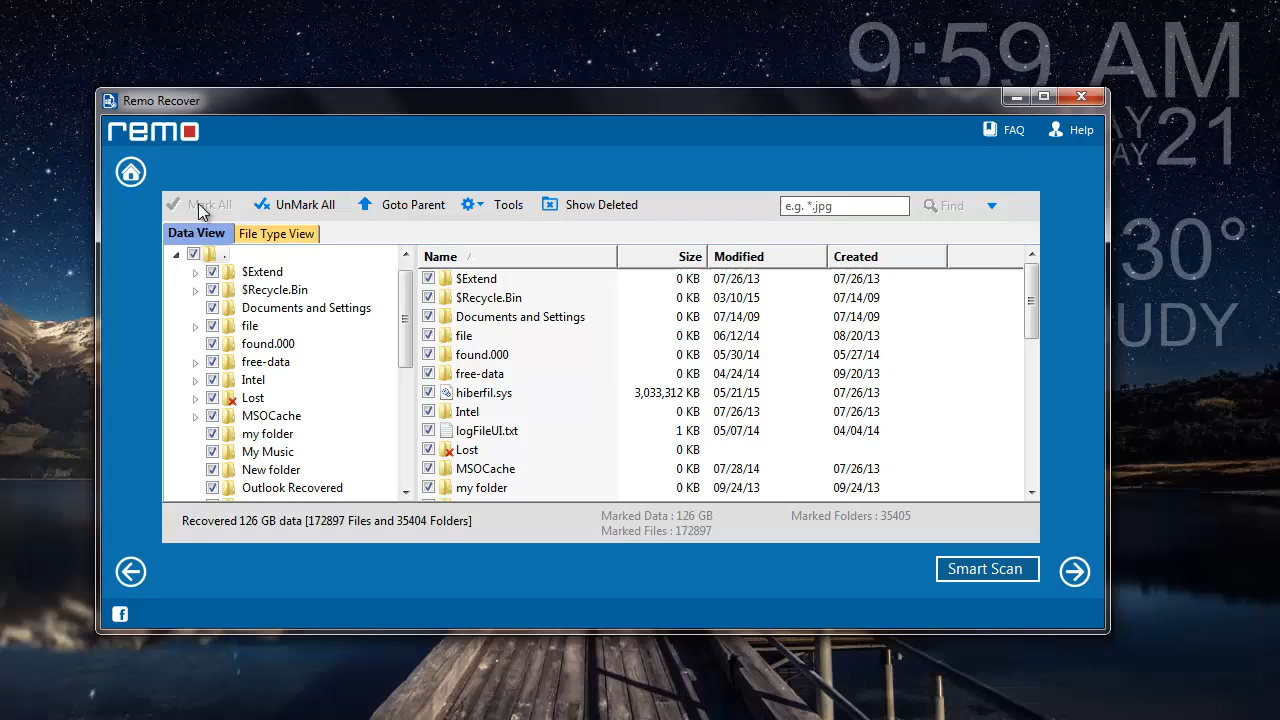 9:59 AM
AY
21
AY
30°
UDY
Remo Recover
remo
FAQ
Help
Mark All
UnMark All
Goto Parent
Tools
Show Deleted
e.g. *.jpg
Find
Data View
File Type View
.
$Extend
$Recycle.Bin
Documents and Settings
file
found.000
free-data
Intel
Lost
MSOCache
my folder
My Music
New folder
Outlook Recovered
Name Size Modified Created
$Extend 0 KB 07/26/13 07/26/13
$Recycle.Bin 0 KB 03/10/15 07/14/09
Documents and Settings 0 KB 07/14/09 07/14/09
file 0 KB 06/12/14 08/20/13
found.000 0 KB 05/30/14 05/27/14
free-data 0 KB 04/24/14 09/20/13
hiberfil.sys 3,033,312 KB 05/21/15 07/26/13
Intel 0 KB 07/26/13 07/26/13
logFileUI.txt 1 KB 05/07/14 04/04/14
Lost 0 KB
MSOCache 0 KB 07/28/14 07/26/13
my folder 0 KB 09/24/13 09/24/13
Recovered 126 GB data [172897 Files and 35404 Folders]
Marked Data : 126 GB
Marked Folders : 35405
Marked Files : 172897
Smart Scan
f